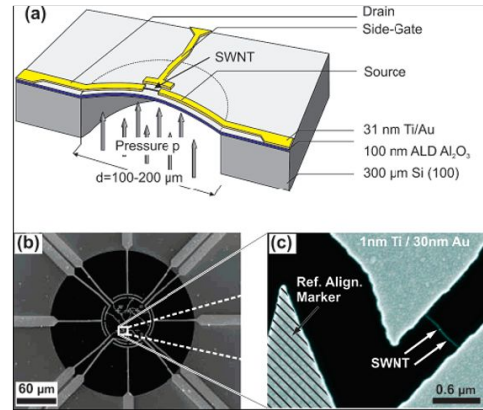 (a)
Drain
Side-Gate
SWNT
Source
Pressure p
d=100-200 µm
31 nm Ti/Au
100 nm ALD Al₂O₃
300 µm Si (100)
(b)
60 µm
(c)
1nm Ti / 30nm Au
Ref. Align.
Marker
SWNT
0.6 µm